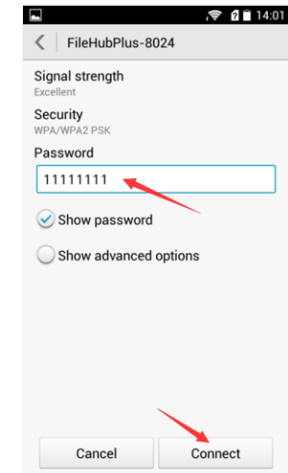 14:01
FileHubPlus-8024
Signal strength
Excellent
Security
WPA/WPA2 PSK
Password
11111111
Show password
Show advanced options
Cancel Connect